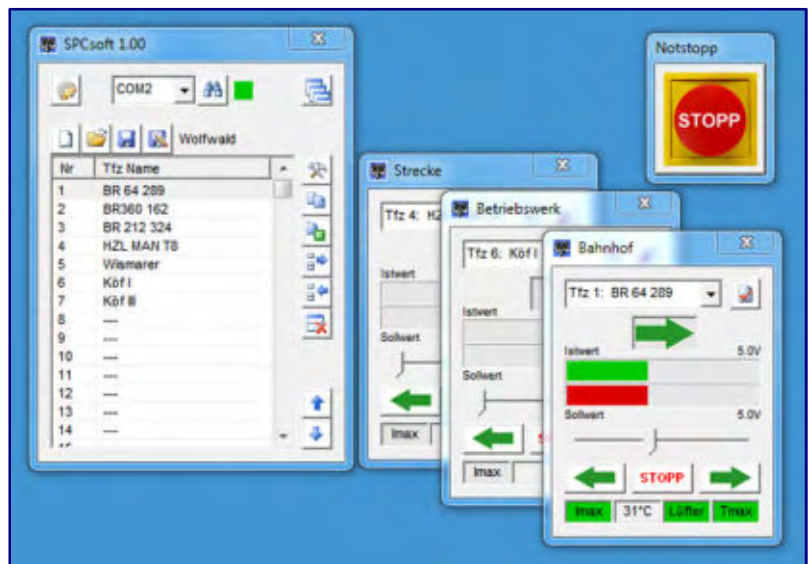 SPCsoft 1.00
COM2
Wolfwald
Nr Tfz Name
1 BR 64 289
2 BR360 162
3 BR 212 324
4 HZL MAN T8
5 Wismarer
6 Köf I
7 Köf III
8 ---
9 ---
10 ---
11 ---
12 ---
13 ---
14 ---
Notstopp
STOPP
Strecke
Tfz 4: HZ
Istwert
Sollwert
Imax
Betriebswerk
Tfz 6: Köf I
Istwert
Sollwert
Imax
Bahnhof
Tfz 1: BR 64 289
Istwert 5.0V
Sollwert 5.0V
STOPP
Imax 31°C Lüfter Tmax